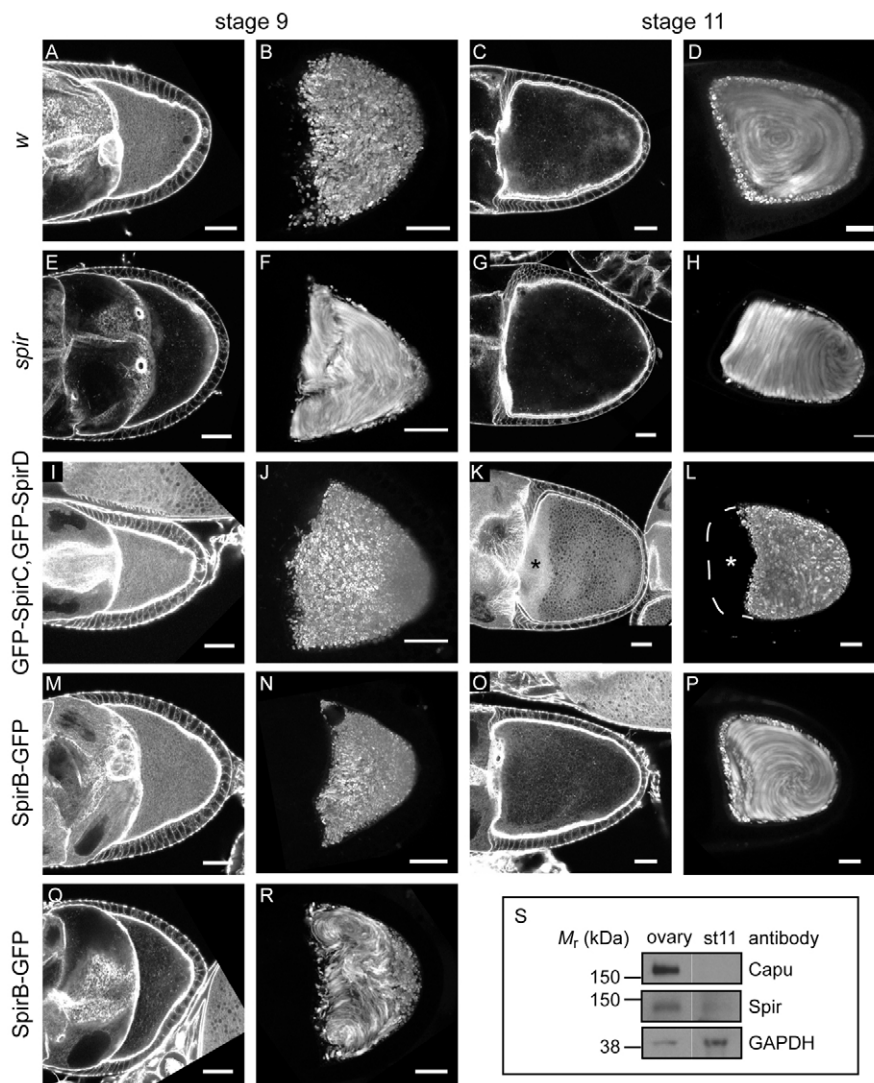 stage 9 stage 11
A B C D
w
E F G H
spir
I J K L
* *
GFP-SpirC, GFP-SpirD
M N O P
SpirB-GFP
Q R
SpirB-GFP
S
Mr (kDa) ovary st11 antibody
150 Capu
150 Spir
38 GAPDH